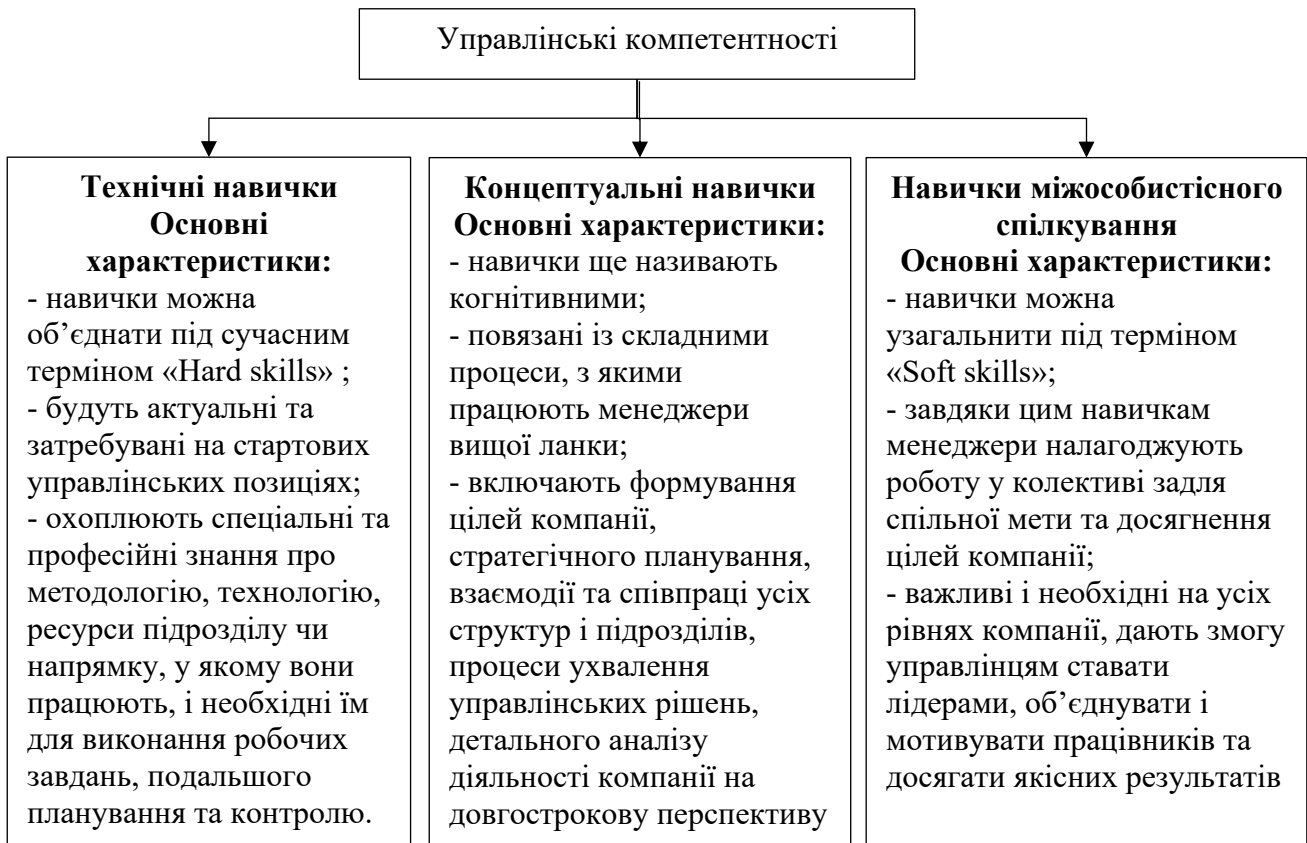 Управлінські компетентності
Технічні навички
Основні
характеристики:
- навички можна
об’єднати під сучасним
терміном «Hard skills» ;
- будуть актуальні та
затребувані на стартових
управлінських позиціях;
- охоплюють спеціальні та
професійні знання про
методологію, технологію,
ресурси підрозділу чи
напрямку, у якому вони
працюють, і необхідні їм
для виконання робочих
завдань, подальшого
планування та контролю.
Концептуальні навички
Основні характеристики:
- навички ще називають
когнітивними;
- повязані із складними
процеси, з якими
працюють менеджери
вищої ланки;
- включають формування
цілей компанії,
стратегічного планування,
взаємодії та співпраці усіх
структур і підрозділів,
процеси ухвалення
управлінських рішень,
детального аналізу
діяльності компанії на
довгострокову перспективу
Навички міжособистісного
спілкування
Основні характеристики:
- навички можна
узагальнити під терміном
«Soft skills»;
- завдяки цим навичкам
менеджери налагоджують
роботу у колективі задля
спільної мети та досягнення
цілей компанії;
- важливі і необхідні на усіх
рівнях компанії, дають змогу
управлінцям ставати
лідерами, об’єднувати і
мотивувати працівників та
досягати якісних результатів